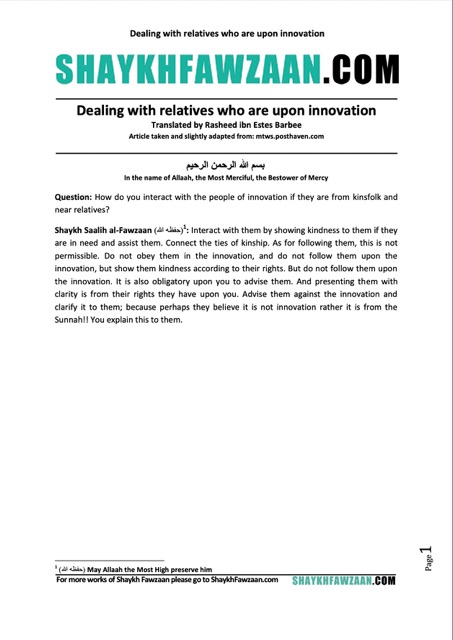 Dealing with relatives who are upon innovation
SHAYKHFAWZAAN.COM
Dealing with relatives who are upon innovation
Translated by Rasheed ibn Estes Barbee
Article taken and slightly adapted from: mtws.posthaven.com
بسم الله الرحمن الرحيم
In the name of Allaah, the Most Merciful, the Bestower of Mercy
Question: How do you interact with the people of innovation if they are from kinsfolk and
near relatives?
Shaykh Saalih al-Fawzaan (حفظه الله)1: Interact with them by showing kindness to them if they
are in need and assist them. Connect the ties of kinship. As for following them, this is not
permissible. Do not obey them in the innovation, and do not follow them upon the
innovation, but show them kindness according to their rights. But do not follow them upon
the innovation. It is also obligatory upon you to advise them. And presenting them with
clarity is from their rights they have upon you. Advise them against the innovation and
clarify it to them; because perhaps they believe it is not innovation rather it is from the
Sunnah!! You explain this to them.
1 (حفظه الله) May Allaah the Most High preserve him
For more works of Shaykh Fawzaan please go to ShaykhFawzaan.com SHAYKHFAWZAAN.COM
Page1